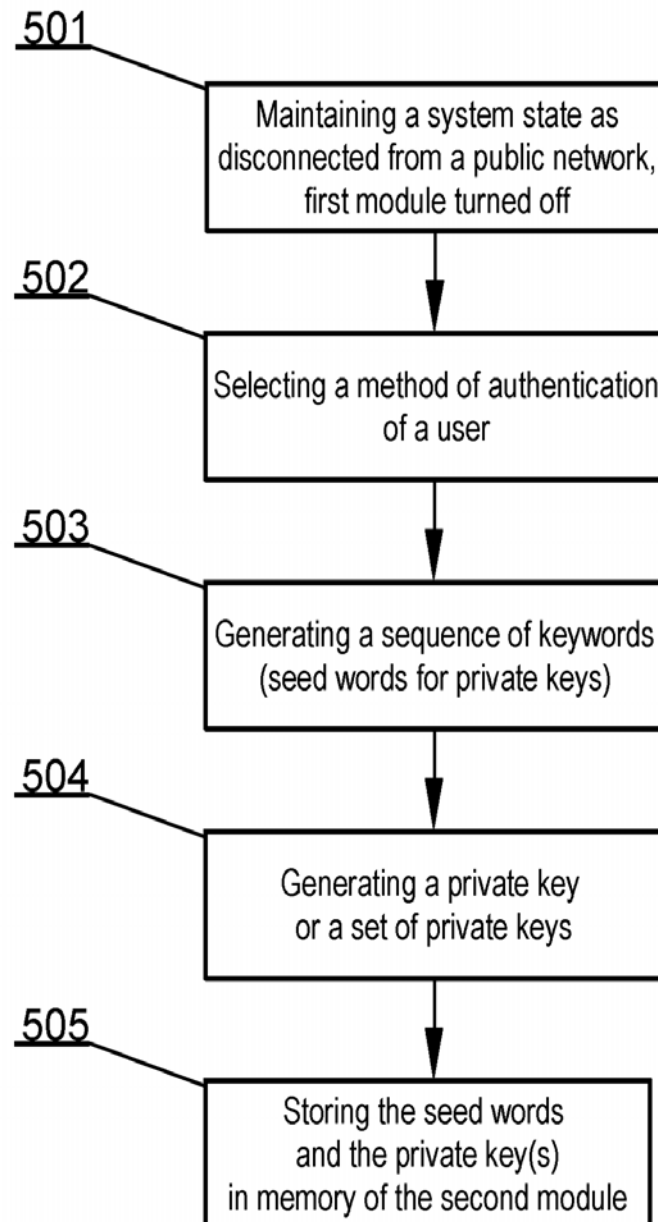 501
Maintaining a system state as
disconnected from a public network,
first module turned off
502
Selecting a method of authentication
of a user
503
Generating a sequence of keywords
(seed words for private keys)
504
Generating a private key
or a set of private keys
505
Storing the seed words
and the private key(s)
in memory of the second module